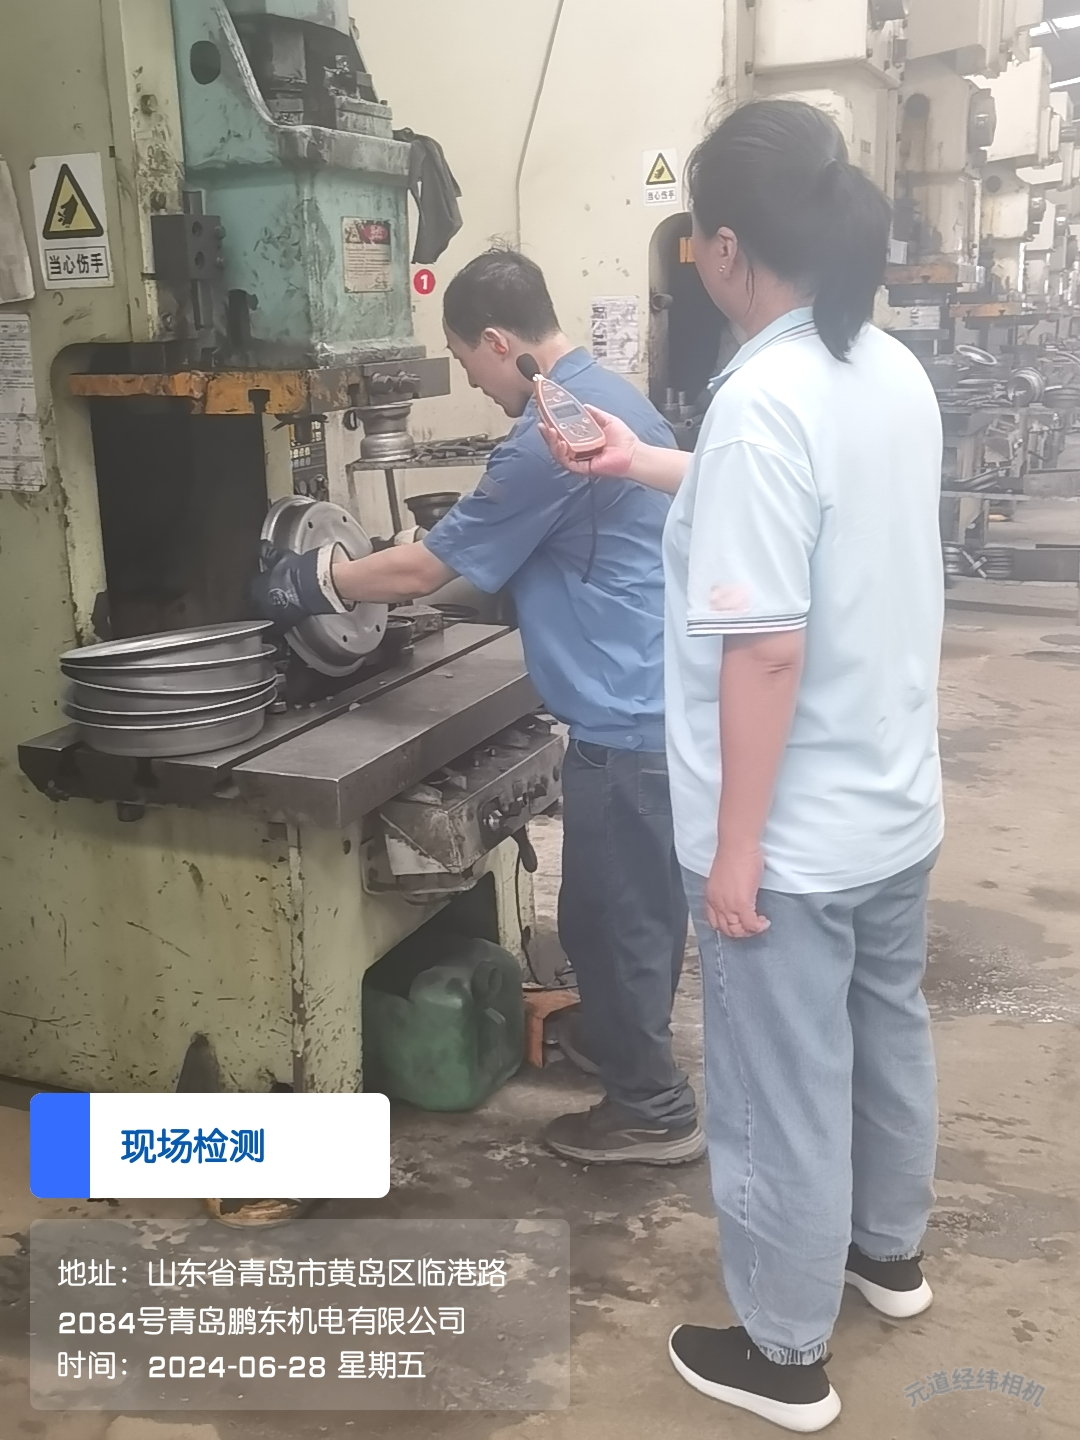 当心伤手
当心伤手
1
现场检测
地址：山东省青岛市黄岛区临港路
2084号青岛鹏东机电有限公司
时间：2024-06-28 星期五
元道经纬相机